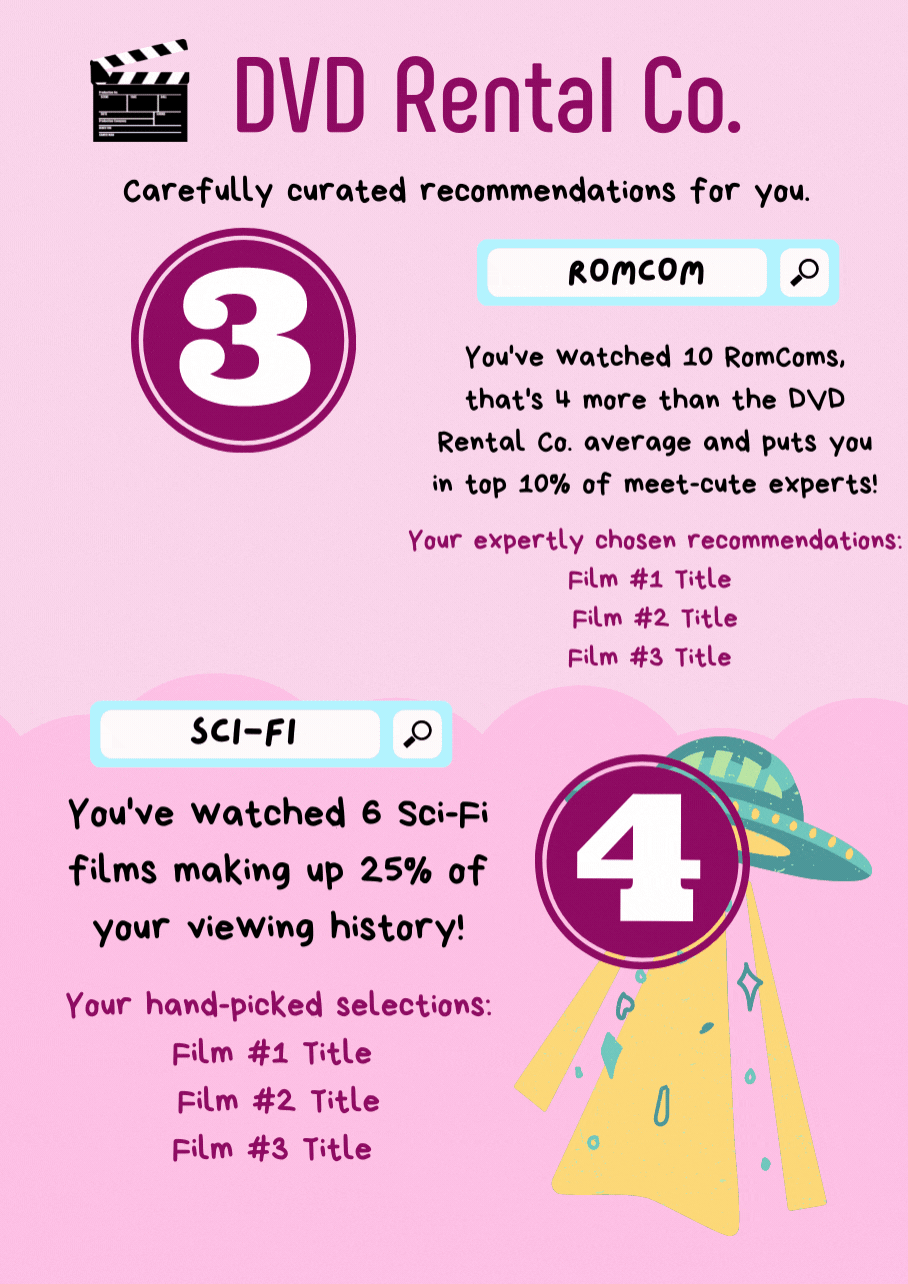 DVD Rental Co.
Carefully curated recommendations for you.
3
ROMCOM
You've watched 10 RomComs,
that's 4 more than the DVD
Rental Co. average and puts you
in top 10% of meet-cute experts!
Your expertly chosen recommendations:
Film #1 Title
Film #2 Title
Film #3 Title
SCI-FI
You've watched 6 Sci-Fi
films making up 25% of
your viewing history!
4
Your hand-picked selections:
Film #1 Title
Film #2 Title
Film #3 Title